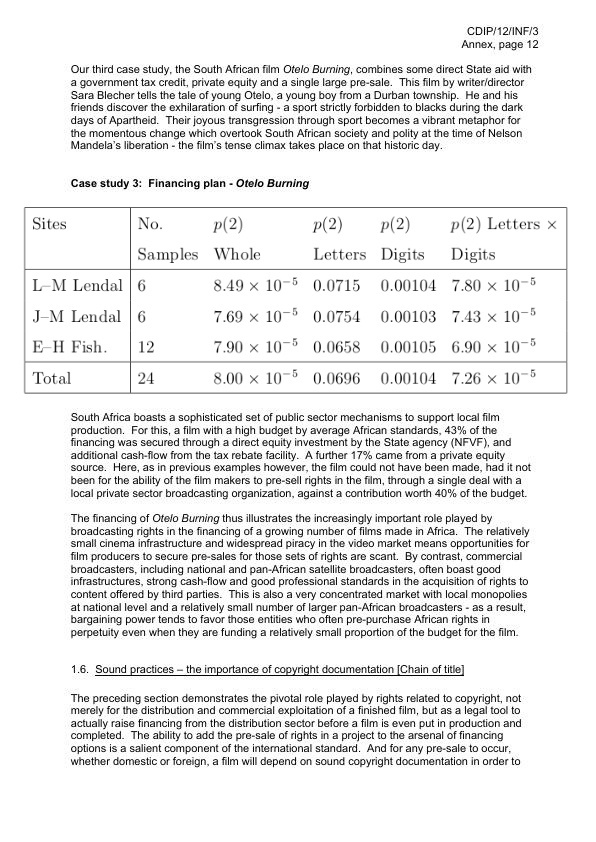 CDIP/12/INF/3
Annex, page 12
Our third case study, the South African film Otelo Burning, combines some direct State aid with
a government tax credit, private equity and a single large pre-sale.  This film by writer/director
Sara Blecher tells the tale of young Otelo, a young boy from a Durban township.  He and his
friends discover the exhilaration of surfing - a sport strictly forbidden to blacks during the dark
days of Apartheid.  Their joyous transgression through sport becomes a vibrant metaphor for
the momentous change which overtook South African society and polity at the time of Nelson
Mandela's liberation - the film's tense climax takes place on that historic day.
Case study 3:  Financing plan - Otelo Burning
Sites No. p(2) p(2) p(2) p(2) Letters ×
Samples Whole Letters Digits Digits
L–M Lendal 6 8.49 × 10⁻⁵ 0.0715 0.00104 7.80 × 10⁻⁵
J–M Lendal 6 7.69 × 10⁻⁵ 0.0754 0.00103 7.43 × 10⁻⁵
E–H Fish. 12 7.90 × 10⁻⁵ 0.0658 0.00105 6.90 × 10⁻⁵
Total 24 8.00 × 10⁻⁵ 0.0696 0.00104 7.26 × 10⁻⁵
South Africa boasts a sophisticated set of public sector mechanisms to support local film
production.  For this, a film with a high budget by average African standards, 43% of the
financing was secured through a direct equity investment by the State agency (NFVF), and
additional cash-flow from the tax rebate facility.  A further 17% came from a private equity
source.  Here, as in previous examples however, the film could not have been made, had it not
been for the ability of the film makers to pre-sell rights in the film, through a single deal with a
local private sector broadcasting organization, against a contribution worth 40% of the budget.
The financing of Otelo Burning thus illustrates the increasingly important role played by
broadcasting rights in the financing of a growing number of films made in Africa.  The relatively
small cinema infrastructure and widespread piracy in the video market means opportunities for
film producers to secure pre-sales for those sets of rights are scant.  By contrast, commercial
broadcasters, including national and pan-African satellite broadcasters, often boast good
infrastructures, strong cash-flow and good professional standards in the acquisition of rights to
content offered by third parties.  This is also a very concentrated market with local monopolies
at national level and a relatively small number of larger pan-African broadcasters - as a result,
bargaining power tends to favor those entities who often pre-purchase African rights in
perpetuity even when they are funding a relatively small proportion of the budget for the film.
1.6.  Sound practices – the importance of copyright documentation [Chain of title]
The preceding section demonstrates the pivotal role played by rights related to copyright, not
merely for the distribution and commercial exploitation of a finished film, but as a legal tool to
actually raise financing from the distribution sector before a film is even put in production and
completed.  The ability to add the pre-sale of rights in a project to the arsenal of financing
options is a salient component of the international standard.  And for any pre-sale to occur,
whether domestic or foreign, a film will depend on sound copyright documentation in order to